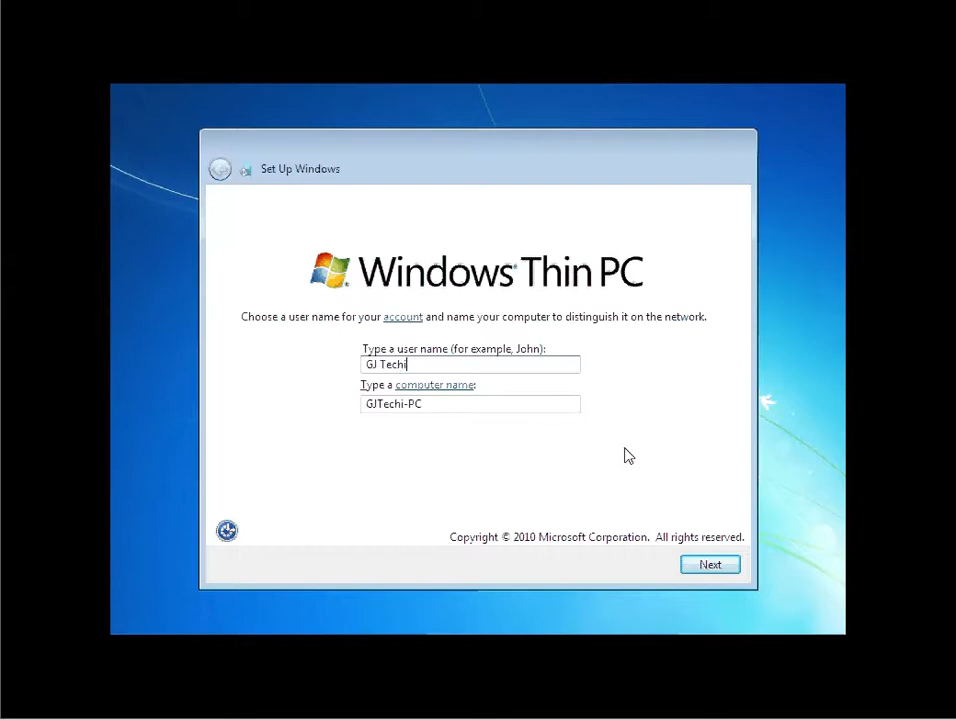 Set Up Windows
Windows Thin PC
Choose a user name for your account and name your computer to distinguish it on the network.
Type a user name (for example, John):
GJ Techi
Type a computer name:
GJTechi-PC
Copyright © 2010 Microsoft Corporation. All rights reserved.
Next